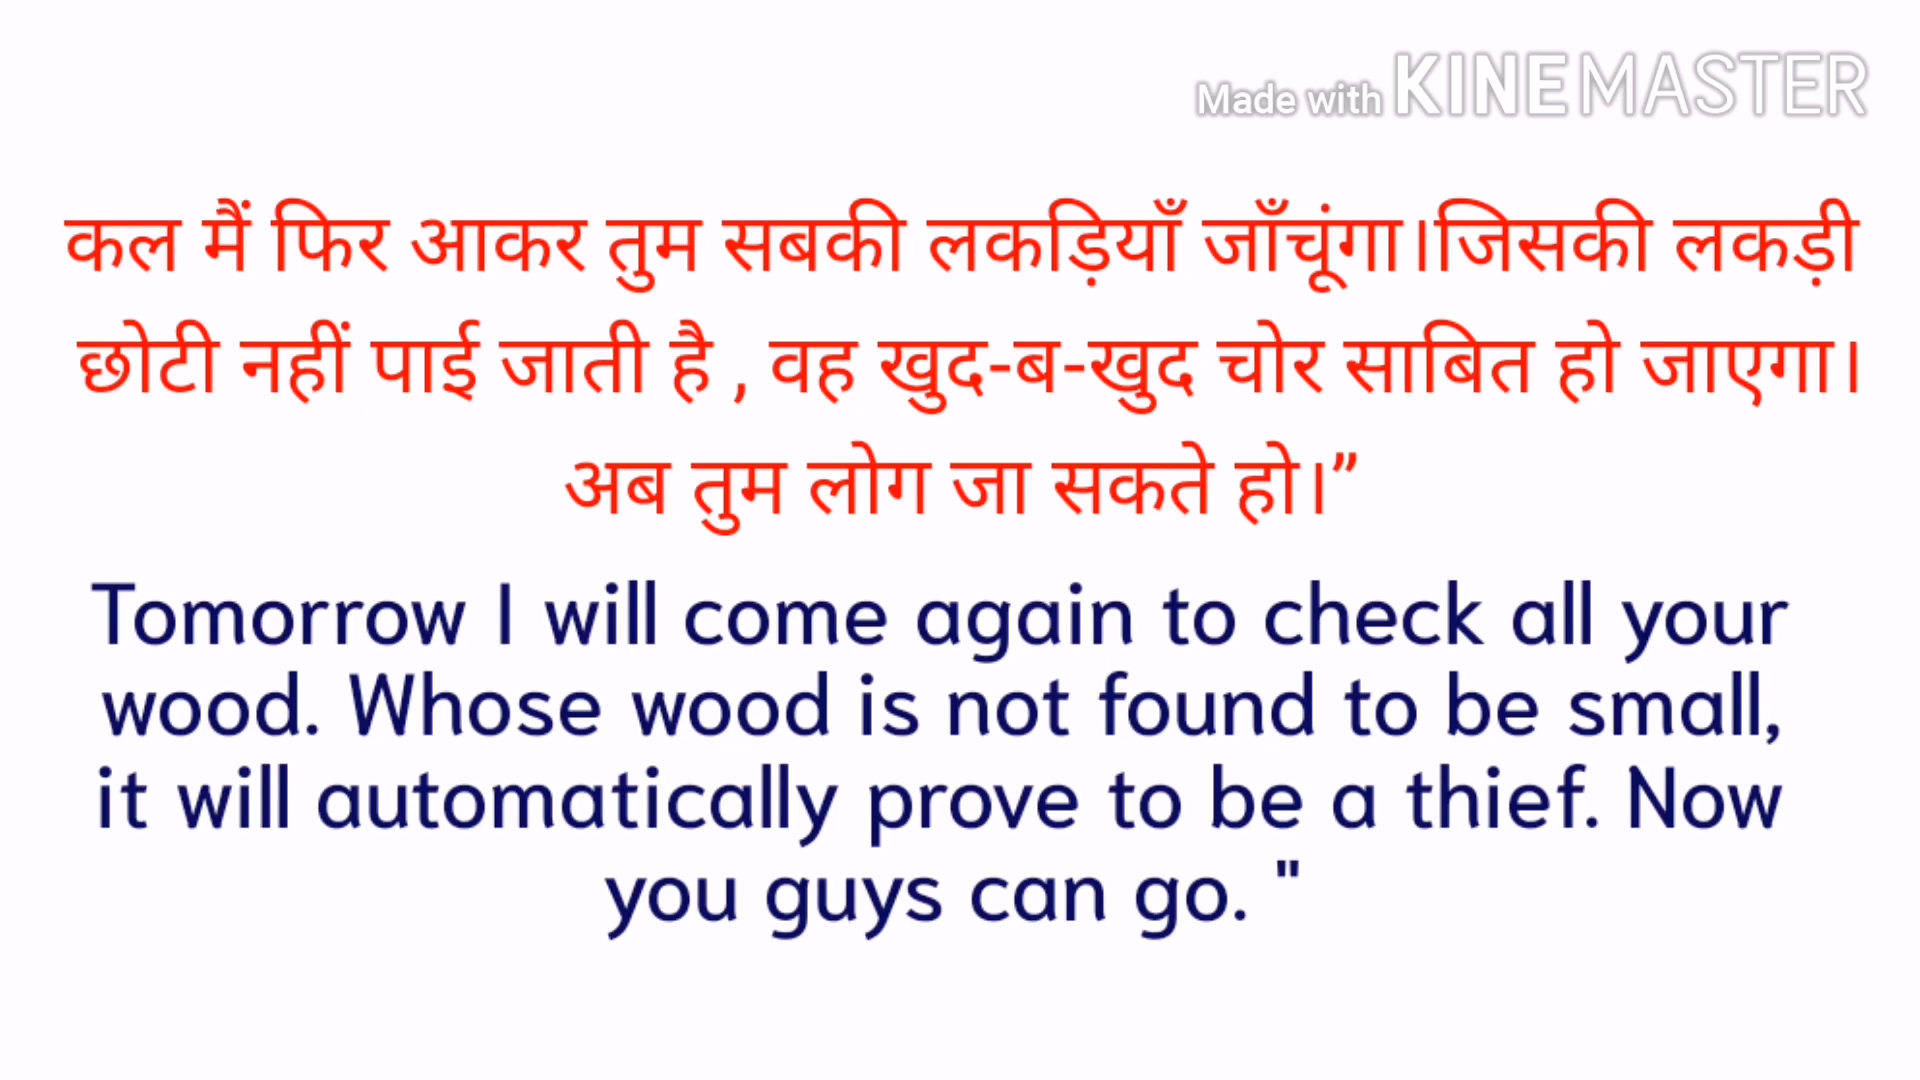 Made with KINEMASTER
कल मैं फिर आकर तुम सबकी लकड़ियाँ जाँचूंगा।जिसकी लकड़ी
छोटी नहीं पाई जाती है , वह खुद-ब-खुद चोर साबित हो जाएगा।
अब तुम लोग जा सकते हो।”
Tomorrow I will come again to check all your
wood. Whose wood is not found to be small,
it will automatically prove to be a thief. Now
you guys can go. "